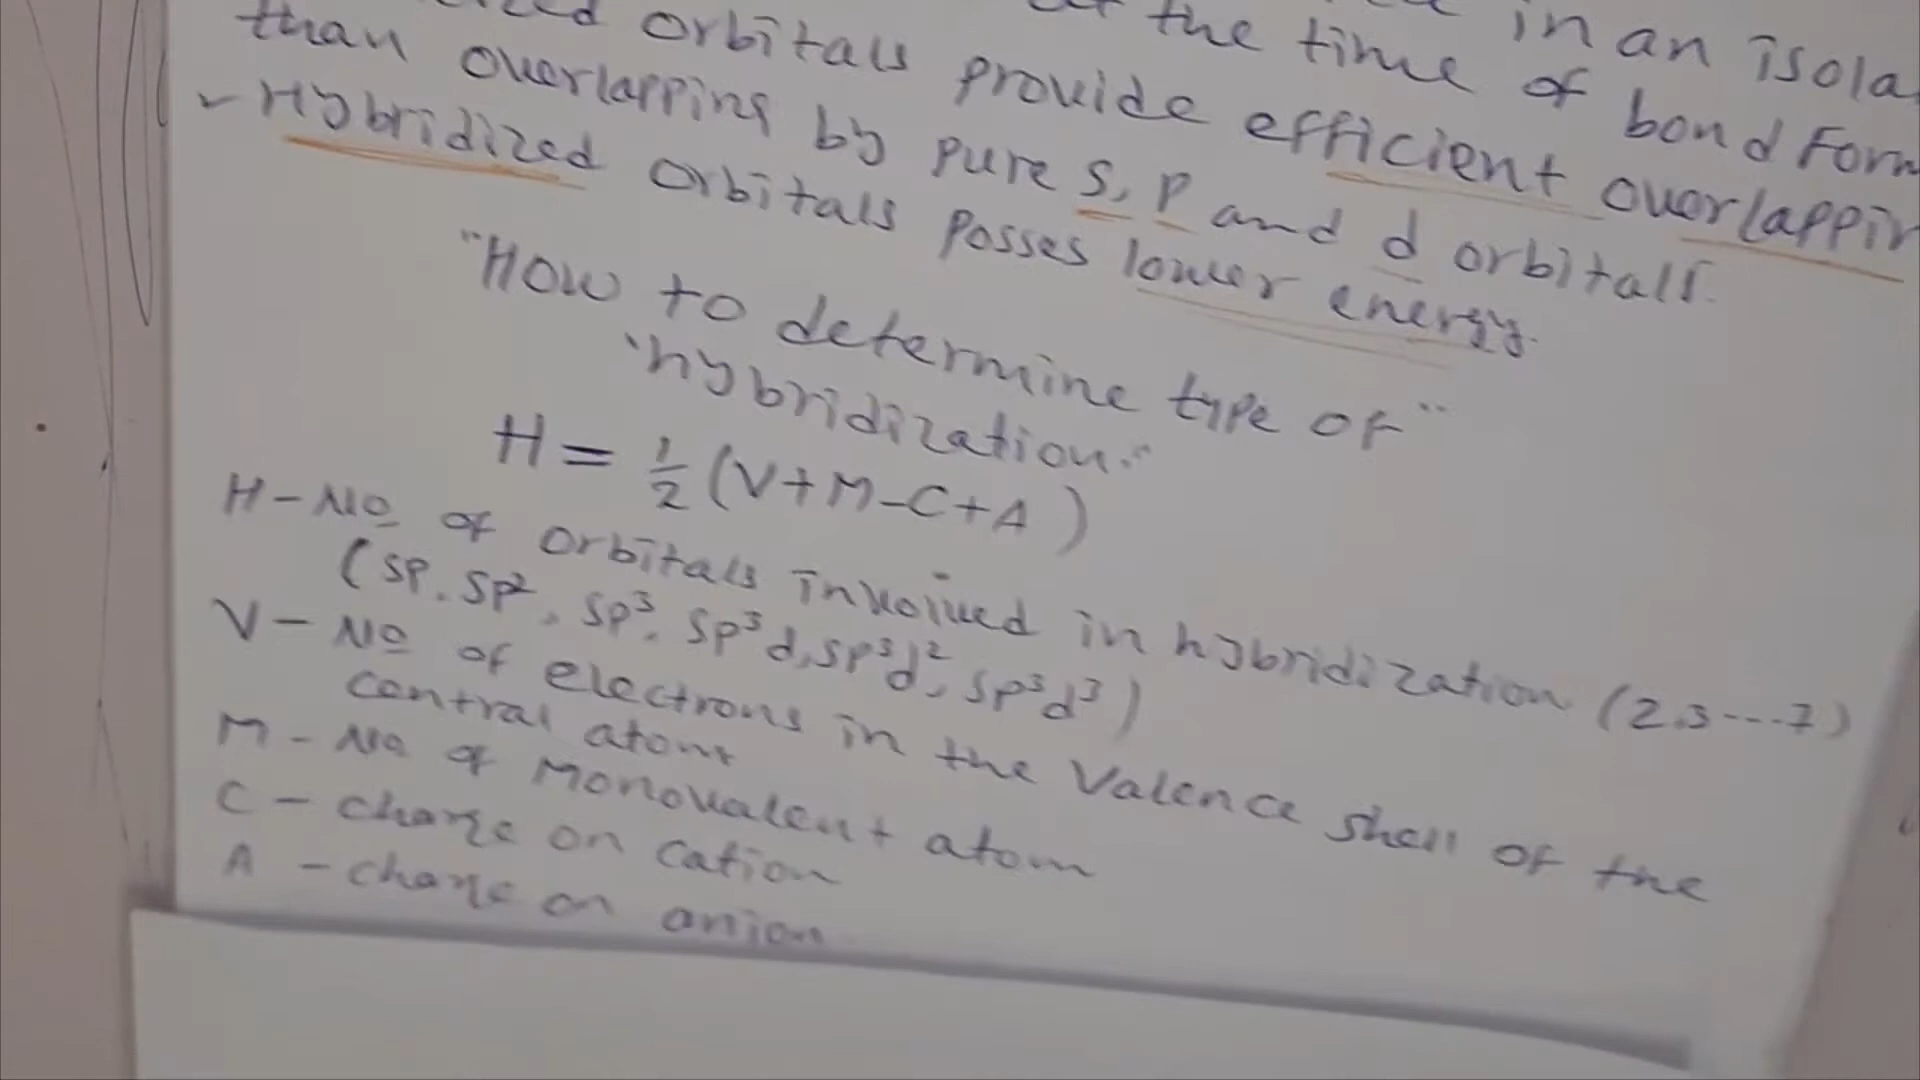 orbitals at the time of bond Form
in an isola
than overlapping by pure s, p and d orbitals.
provide efficient overlappin
Hybridized orbitals posses lower energy.
"How to determine type of"
"hybridization."
H = ½ (V+M-C+A)
H - No of orbitals involved in hybridization (2,3---7)
(sp, sp², sp³, sp³d, sp³d², sp³d³)
V - No of electrons in the valence shell of the
central atom
M - No of Monovalent atom
C - charge on cation
A - charge on anion